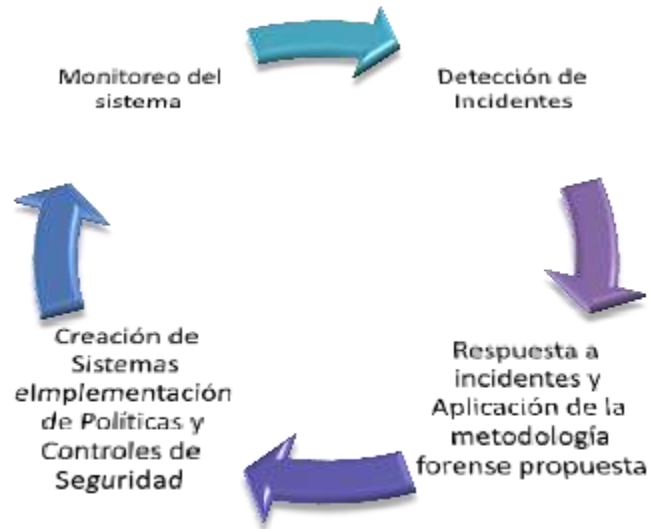 Monitoreo del
sistema
Detección de
Incidentes
Respuesta a
incidentes y
Aplicación de la
metodología
forense propuesta
Creación de
Sistemas
eImplementación
de Políticas y
Controles de
Seguridad